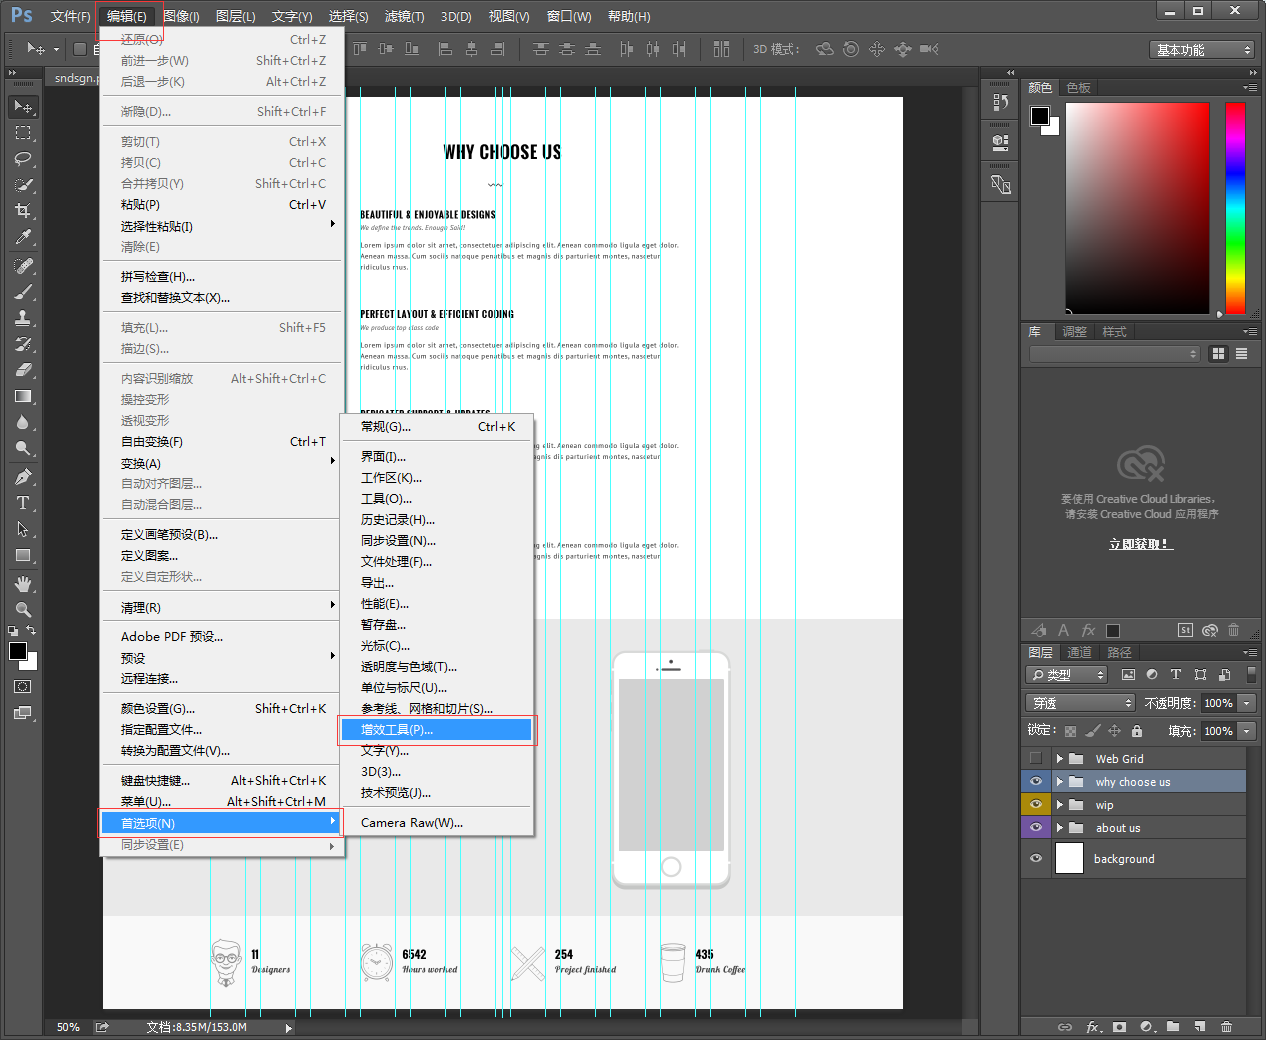 Ps 文件(F) 编辑(E) 图像(I) 图层(L) 文字(Y) 选择(S) 滤镜(T) 3D(D) 视图(V) 窗口(W) 帮助(H)
3D 模式: 基本功能
sndsgn.p
还原(O) Ctrl+Z
前进一步(W) Shift+Ctrl+Z
后退一步(K) Alt+Ctrl+Z
渐隐(D)... Shift+Ctrl+F
剪切(T) Ctrl+X
拷贝(C) Ctrl+C
合并拷贝(Y) Shift+Ctrl+C
粘贴(P) Ctrl+V
选择性粘贴(I)
清除(E)
拼写检查(H)...
查找和替换文本(X)...
填充(L)... Shift+F5
描边(S)...
内容识别缩放 Alt+Shift+Ctrl+C
操控变形
透视变形
自由变换(F) Ctrl+T
变换(A)
自动对齐图层...
自动混合图层...
定义画笔预设(B)...
定义图案...
定义自定形状...
清理(R)
Adobe PDF 预设...
预设
远程连接...
颜色设置(G)... Shift+Ctrl+K
指定配置文件...
转换为配置文件(V)...
键盘快捷键... Alt+Shift+Ctrl+K
菜单(U)... Alt+Shift+Ctrl+M
首选项(N)
同步设置(E)
常规(G)... Ctrl+K
界面(I)...
工作区(K)...
工具(O)...
历史记录(H)...
同步设置(N)...
文件处理(F)...
导出...
性能(E)...
暂存盘...
光标(C)...
透明度与色域(T)...
单位与标尺(U)...
参考线、网格和切片(S)...
增效工具(P)...
文字(Y)...
3D(3)...
技术预览(J)...
Camera Raw(W)...
WHY CHOOSE US
BEAUTIFUL & ENJOYABLE DESIGNS
We define the trends. Enough Said!
Lorem ipsum dolor sit amet, consectetuer adipiscing elit. Aenean commodo ligula eget dolor.
Aenean massa. Cum sociis natoque penatibus et magnis dis parturient montes, nascetur
ridiculus mus.
PERFECT LAYOUT & EFFICIENT CODING
We produce top class code
Lorem ipsum dolor sit amet, consectetuer adipiscing elit. Aenean commodo ligula eget dolor.
Aenean massa. Cum sociis natoque penatibus et magnis dis parturient montes, nascetur
ridiculus mus.
DEDICATED SUPPORT & UPDATES
ng elit. Aenean commodo ligula eget dolor.
agnis dis parturient montes, nascetur
ng elit. Aenean commodo ligula eget dolor.
agnis dis parturient montes, nascetur
11
Designers
6542
Hours worked
254
Project finished
435
Drunk Coffee
50% 文档:8.35M/153.0M
颜色 色板
库 调整 样式
要使用 Creative Cloud Libraries，
请安装 Creative Cloud 应用程序
立即获取！
St
图层 通道 路径
类型
穿透 不透明度: 100%
锁定: 填充: 100%
Web Grid
why choose us
wip
about us
background